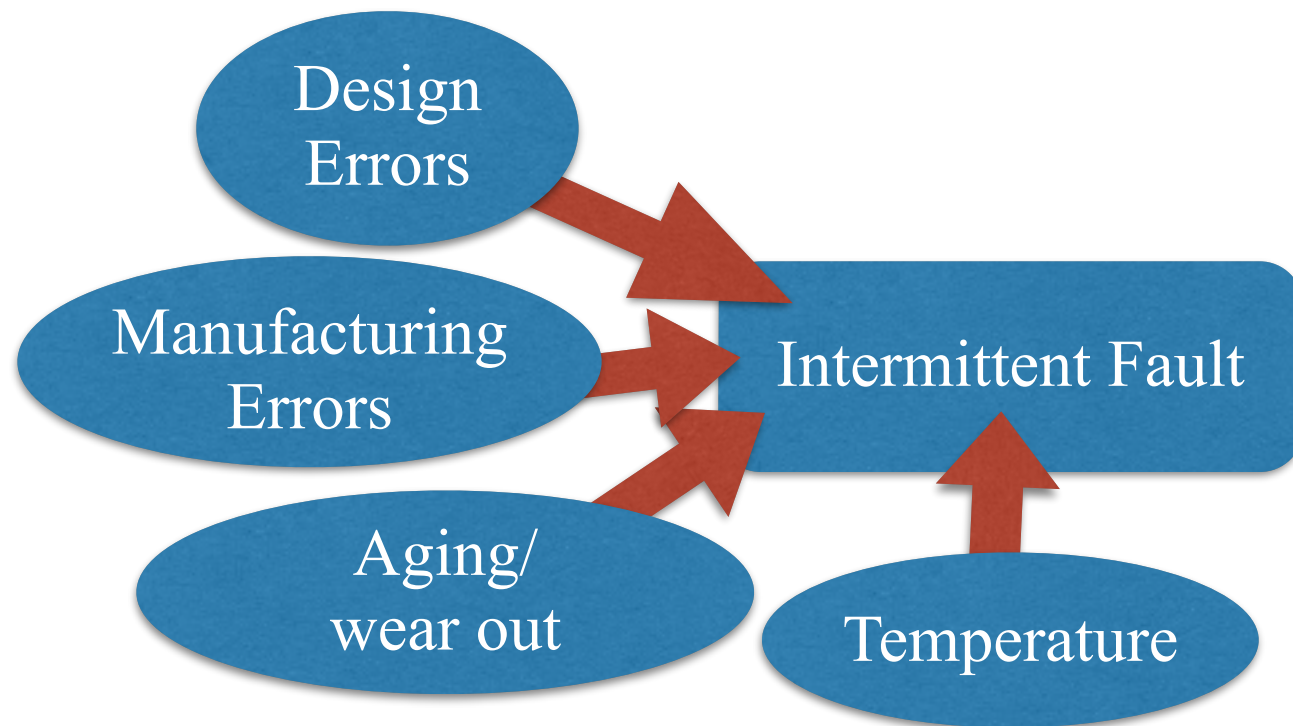 Design
Errors
Manufacturing
Errors
Intermittent Fault
Aging/
wear out
Temperature